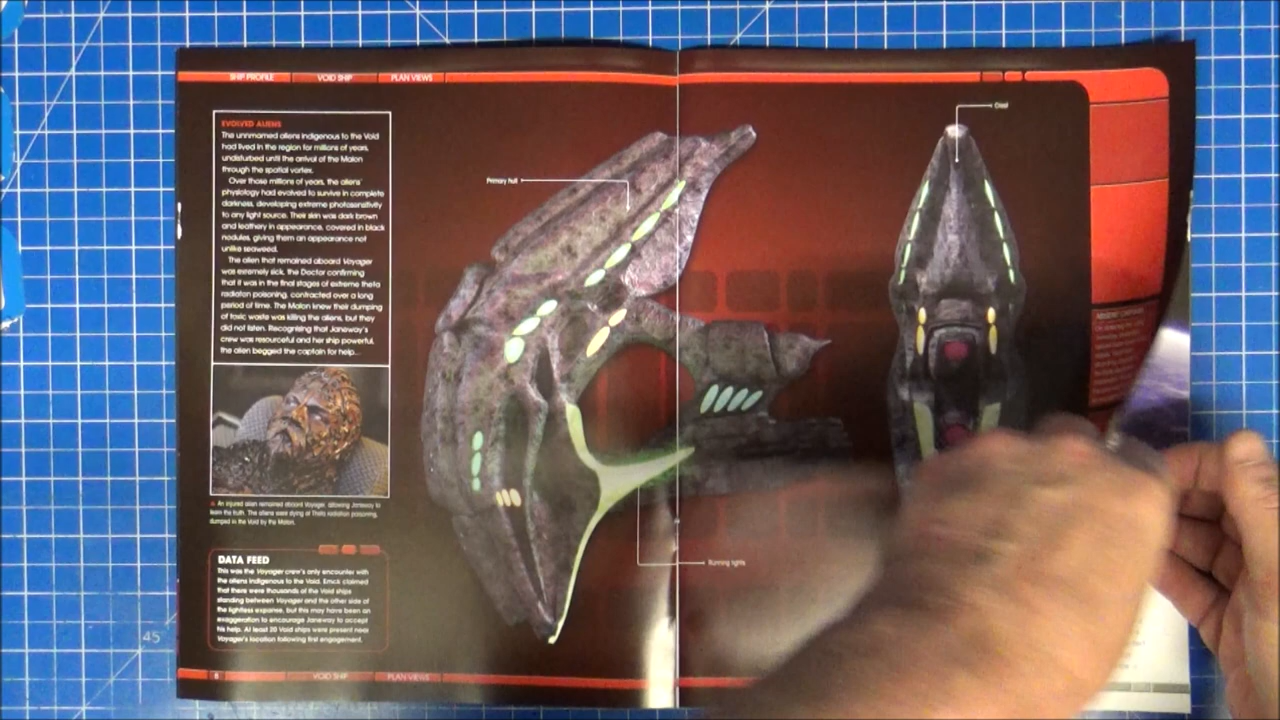 SHIP PROFILE
VOID SHIP
PLAN VIEWS
EVOLVED ALIENS
The unnamed aliens indigenous to the Void
had lived in the region for millions of years,
undisturbed until the arrival of the Malon
through the spatial vortex.
Over those millions of years, the aliens'
physiology had evolved to survive in complete
darkness, developing extreme photosensitivity
to any light source. Their skin was dark brown
and leathery in appearance, covered in black
nodules, giving them an appearance not
unlike seaweed.
The alien that remained aboard Voyager
was extremely sick, the Doctor confirming
that it was in the final stages of extreme theta
radiation poisoning, contracted over a long
period of time. The Malon knew their dumping
of toxic waste was killing the aliens, but they
did not listen. Recognising that Janeway's
crew was resourceful and her ship powerful,
the alien begged the captain for help...
An injured alien remained aboard Voyager, allowing Janeway to
learn the truth. The aliens were dying of Theta radiation poisoning,
dumped in the Void by the Malon.
DATA FEED
This was the Voyager crew's only encounter with
the aliens indigenous to the Void. Emck claimed
that there were thousands of the Void ships
standing between Voyager and the other side of
the lightless expanse, but this may have been an
exaggeration to encourage Janeway to accept
his help. At least 20 Void ships were present near
Voyager's location following first engagement.
Primary hull
Running lights
8
VOID SHIP
PLAN VIEWS
45